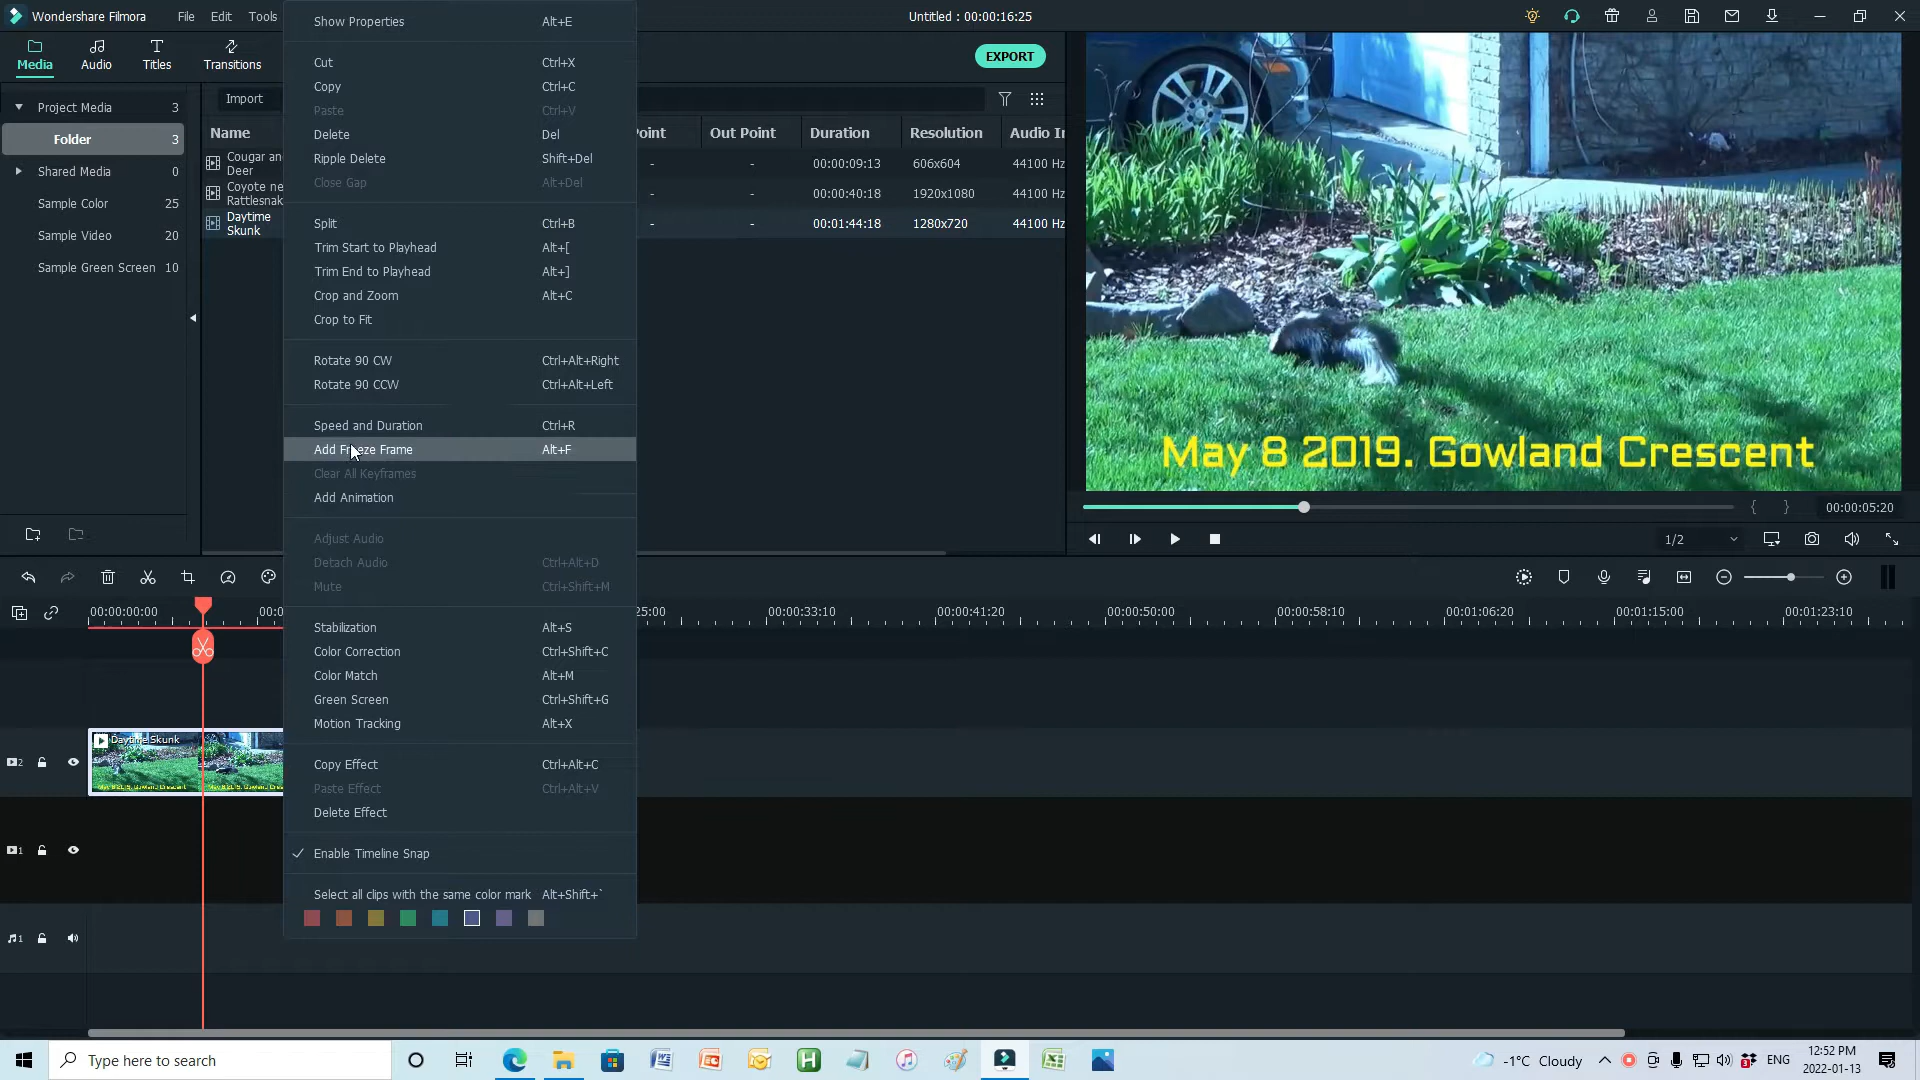 Wondershare Filmora File Edit Tools Untitled : 00:00:16:25
Media Audio Titles Transitions EXPORT
Project Media 3
Folder 3
Shared Media 0
Sample Color 25
Sample Video 20
Sample Green Screen 10
Import
Name Out Point Duration Resolution
Cougar
Deer - - 00:00:09:13 606x604 44100 Hz
Coyote
- - 00:00:40:18 1920x1080 44100 Hz
Daytime
Skunk - - 00:01:44:18 1280x720 44100 Hz
Show Properties Alt+E
Cut Ctrl+X
Copy Ctrl+C
Paste Ctrl+V
Delete Del
Ripple Delete Shift+Del
Close Gap Alt+Del
Split Ctrl+B
Trim Start to Playhead Alt+[
Trim End to Playhead Alt+]
Crop and Zoom Alt+C
Crop to Fit
Rotate 90 CW Ctrl+Alt+Right
Rotate 90 CCW Ctrl+Alt+Left
Speed and Duration Ctrl+R
Add Freeze Frame Alt+F
Clear All Keyframes
Add Animation
Adjust Audio
Detach Audio Ctrl+Alt+D
Mute Ctrl+Shift+M
Stabilization Alt+S
Color Correction Ctrl+Shift+C
Color Match Alt+M
Green Screen Ctrl+Shift+G
Motion Tracking Alt+X
Copy Effect Ctrl+Alt+C
Paste Effect Ctrl+Alt+V
Delete Effect
Enable Timeline Snap
Select all clips with the same color mark Alt+Shift+`
May 8 2019. Gowland Crescent
00:00:05:20
1/2
00:00:00:00 00:00:33:10 00:00:41:20 00:00:50:00 00:00:58:10 00:01:06:20 00:01:15:00 00:01:23:10
Daytime Skunk
May 8 2019. Gowland Crescent
2
1
1
Type here to search
-1°C Cloudy ENG 12:52 PM
2022-01-13